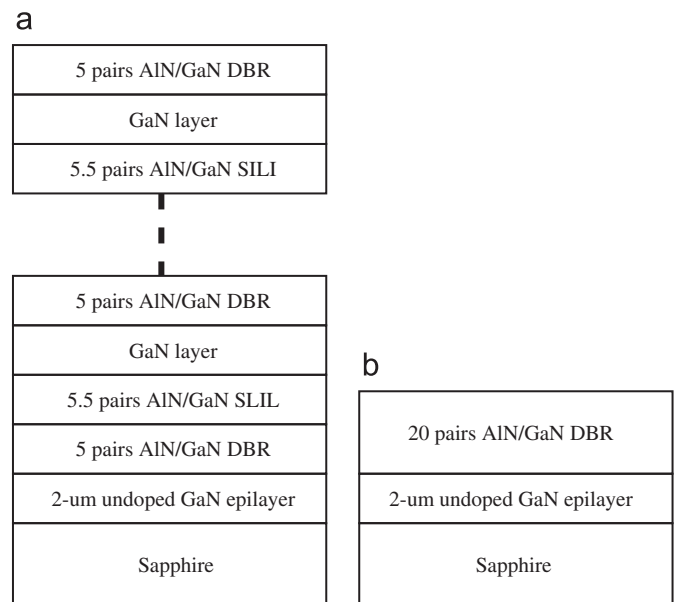 a
5 pairs AlN/GaN DBR
GaN layer
5.5 pairs AlN/GaN SILI
5 pairs AlN/GaN DBR
GaN layer
5.5 pairs AlN/GaN SLIL
5 pairs AlN/GaN DBR
2-um undoped GaN epilayer
Sapphire
b
20 pairs AlN/GaN DBR
2-um undoped GaN epilayer
Sapphire